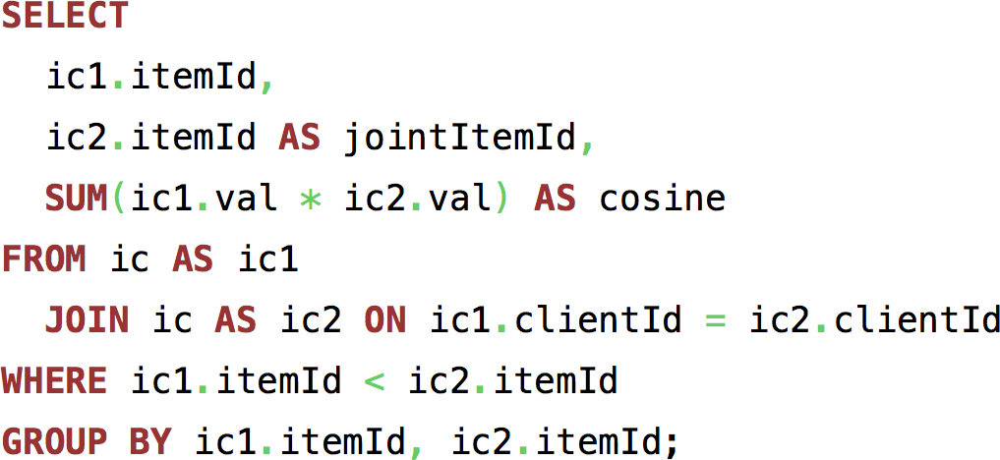 SELECT
ic1.itemId,
ic2.itemId AS jointItemId,
SUM(ic1.val * ic2.val) AS cosine
FROM ic AS ic1
JOIN ic AS ic2 ON ic1.clientId = ic2.clientId
WHERE ic1.itemId < ic2.itemId
GROUP BY ic1.itemId, ic2.itemId;